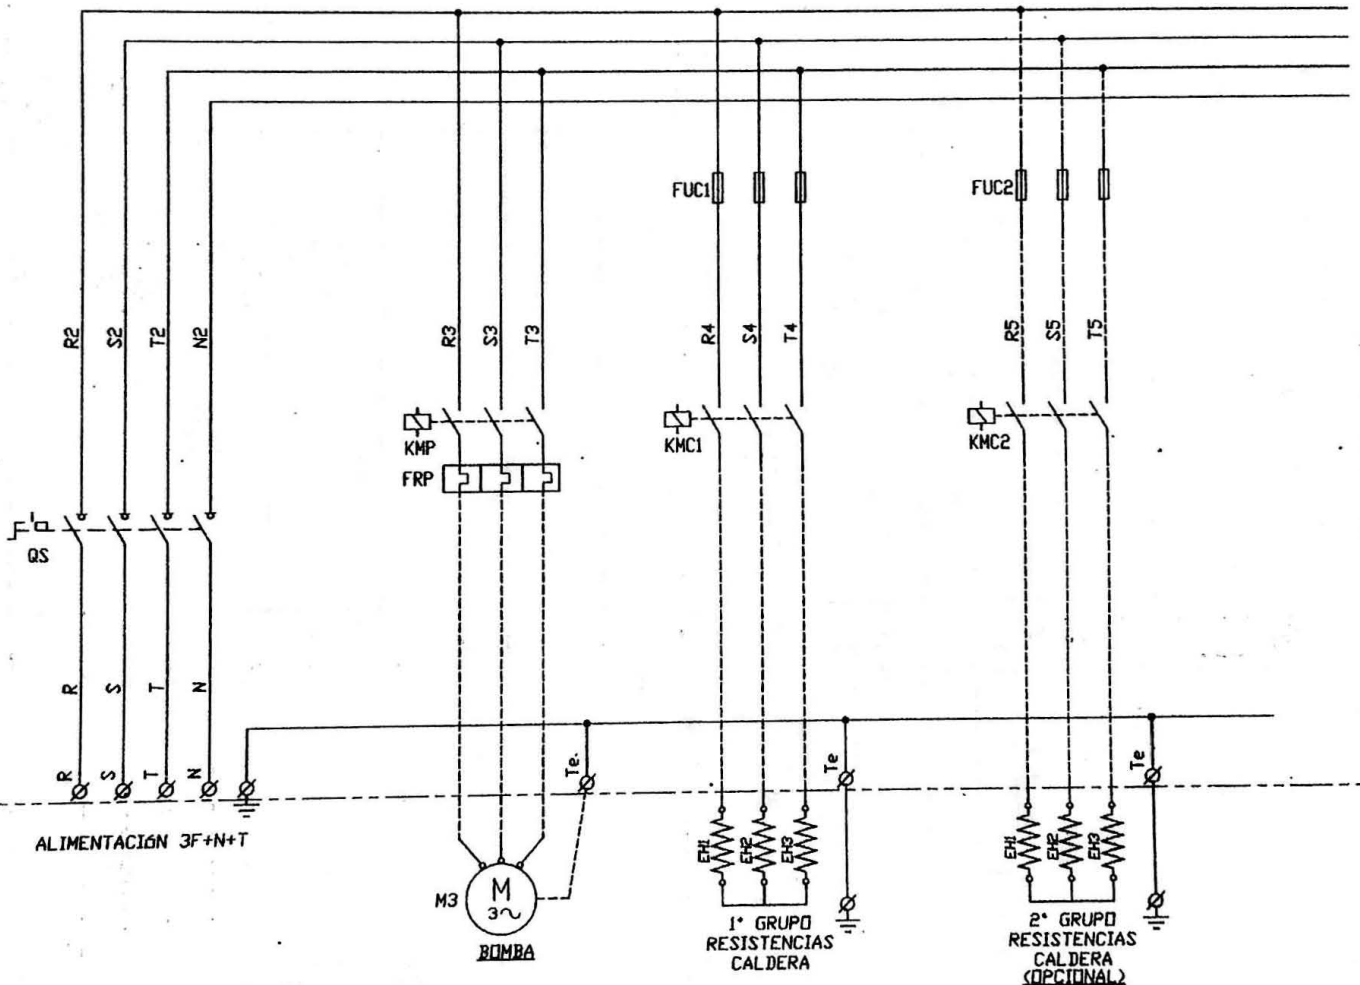 FUC1
FUC2
R2
S2
T2
N2
R3
S3
T3
R4
S4
T4
R5
S5
T5
KMP
KMC1
KMC2
FRP
QS
R
S
T
N
R
S
T
N
Te.
Te
Te
ALIMENTACIÓN 3F+N+T
EH1
EH2
EH3
EH1
EH2
EH3
M3
M
3~
BOMBA
1° GRUPO
RESISTENCIAS
CALDERA
2° GRUPO
RESISTENCIAS
CALDERA
(OPCIONAL)